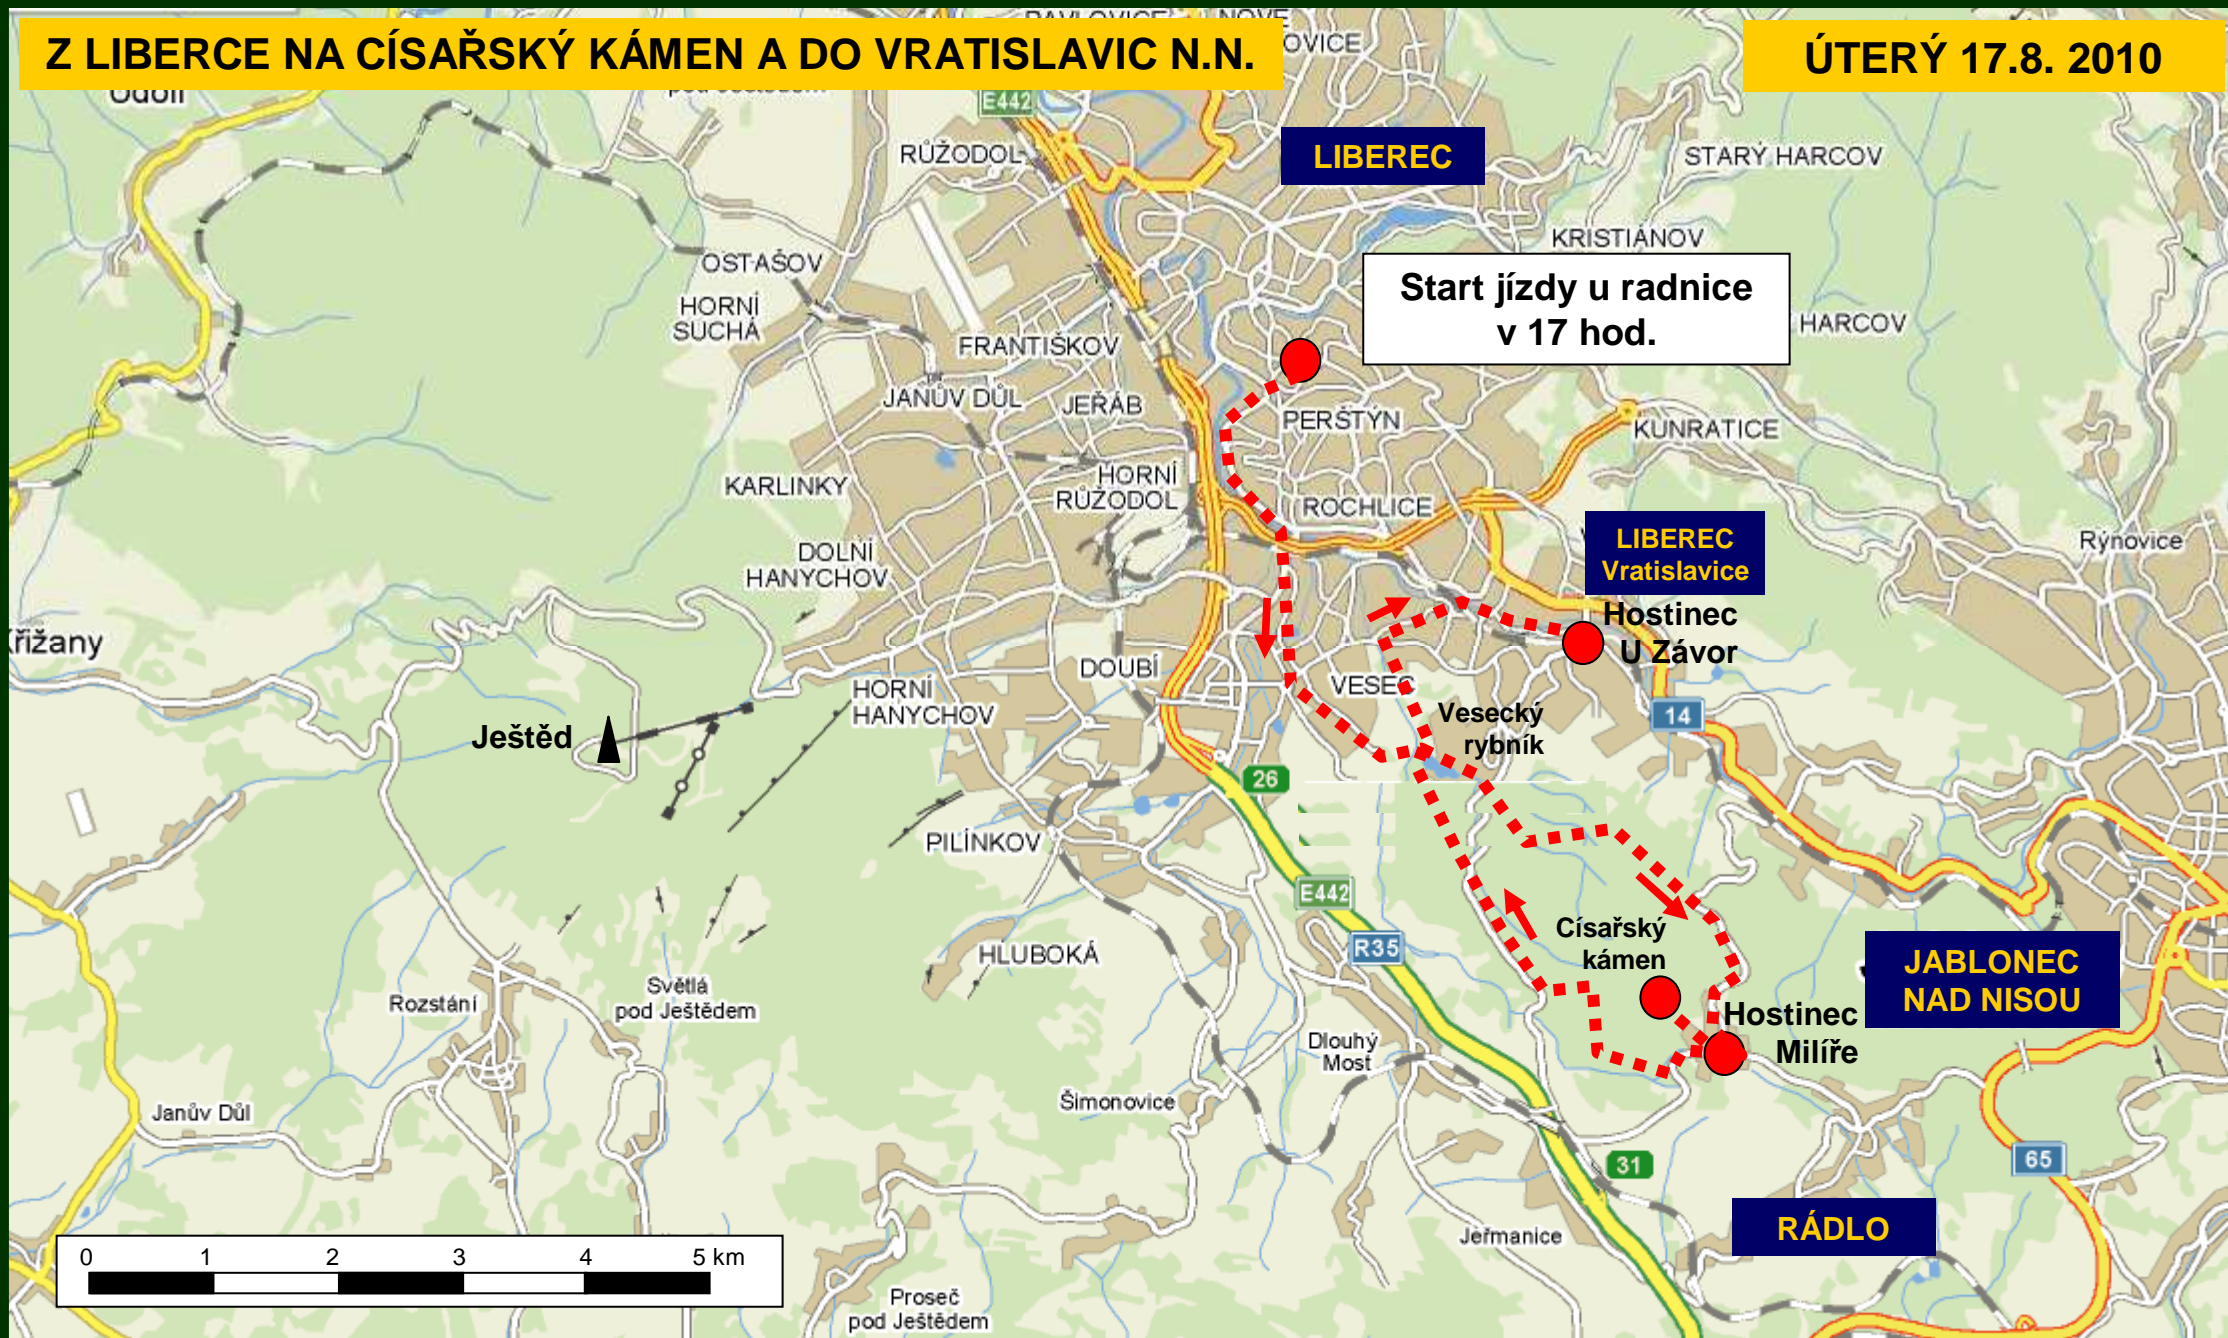 Z LIBERCE NA CÍSAŘSKÝ KÁMEN A DO VRATISLAVIC N.N.
ÚTERÝ 17.8. 2010
E442
LIBEREC
RŮŽODOL
STARÝ HARCOV
KRISTIÁNOV
OSTAŠOV
HORNÍ
SUCHÁ
Start jízdy u radnice
v 17 hod.
HARCOV
FRANTIŠKOV
JANŮV DŮL
JEŘÁB
PERŠTÝN
KUNRATICE
KARLINKY
HORNÍ
RŮŽODOL
ROCHLICE
DOLNÍ
HANYCHOV
LIBEREC
Vratislavice
Rýnovice
Hostinec
U Závor
Křižany
DOUBÍ
VESEC
HORNÍ
HANYCHOV
Ještěd
Vesecký
rybník
14
26
PILÍNKOV
E442
R35
Císařský
kámen
HLUBOKÁ
JABLONEC
NAD NISOU
Světlá
pod Ještědem
Rozstání
Hostinec
Milíře
Dlouhý
Most
Janův Důl
Šimonovice
31
65
RÁDLO
Jeřmanice
0 1 2 3 4 5 km
Proseč
pod Ještědem